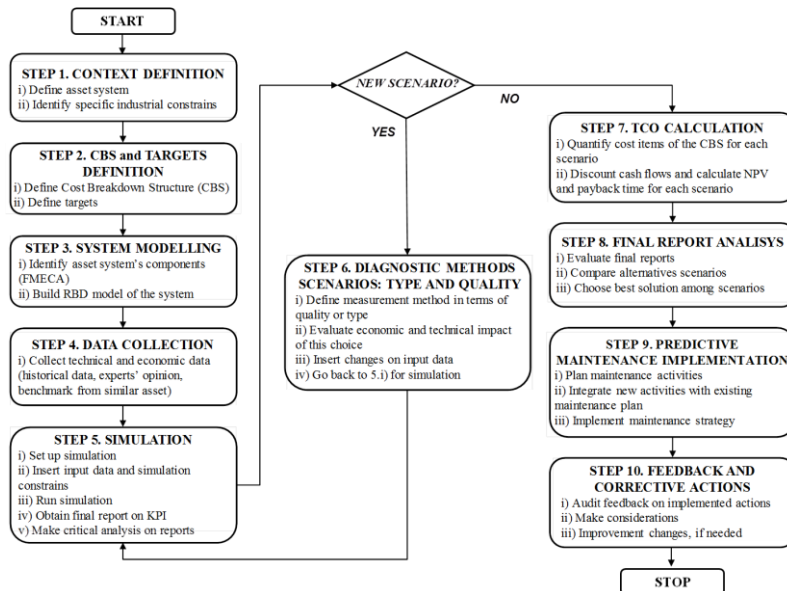 START
STEP 1. CONTEXT DEFINITION
i) Define asset system
ii) Identify specific industrial constrains
STEP 2. CBS and TARGETS
DEFINITION
i) Define Cost Breakdown Structure (CBS)
ii) Define targets
STEP 3. SYSTEM MODELLING
i) Identify asset system's components
(FMECA)
ii) Build RBD model of the system
STEP 4. DATA COLLECTION
i) Collect technical and economic data
(historical data, experts' opinion,
benchmark from similar asset)
STEP 5. SIMULATION
i) Set up simulation
ii) Insert input data and simulation
constrains
iii) Run simulation
iv) Obtain final report on KPI
v) Make critical analysis on reports
NEW SCENARIO?
YES
NO
STEP 6. DIAGNOSTIC METHODS
SCENARIOS: TYPE AND QUALITY
i) Define measurement method in terms of
quality or type
ii) Evaluate economic and technical impact
of this choice
iii) Insert changes on input data
iv) Go back to 5.i) for simulation
STEP 7. TCO CALCULATION
i) Quantify cost items of the CBS for each
scenario
ii) Discount cash flows and calculate NPV
and payback time for each scenario
STEP 8. FINAL REPORT ANALISYS
i) Evaluate final reports
ii) Compare alternatives scenarios
iii) Choose best solution among scenarios
STEP 9. PREDICTIVE
MAINTENANCE IMPLEMENTATION
i) Plan maintenance activities
ii) Integrate new activities with existing
maintenance plan
iii) Implement maintenance strategy
STEP 10. FEEDBACK AND
CORRECTIVE ACTIONS
i) Audit feedback on implemented actions
ii) Make considerations
iii) Improvement changes, if needed
STOP